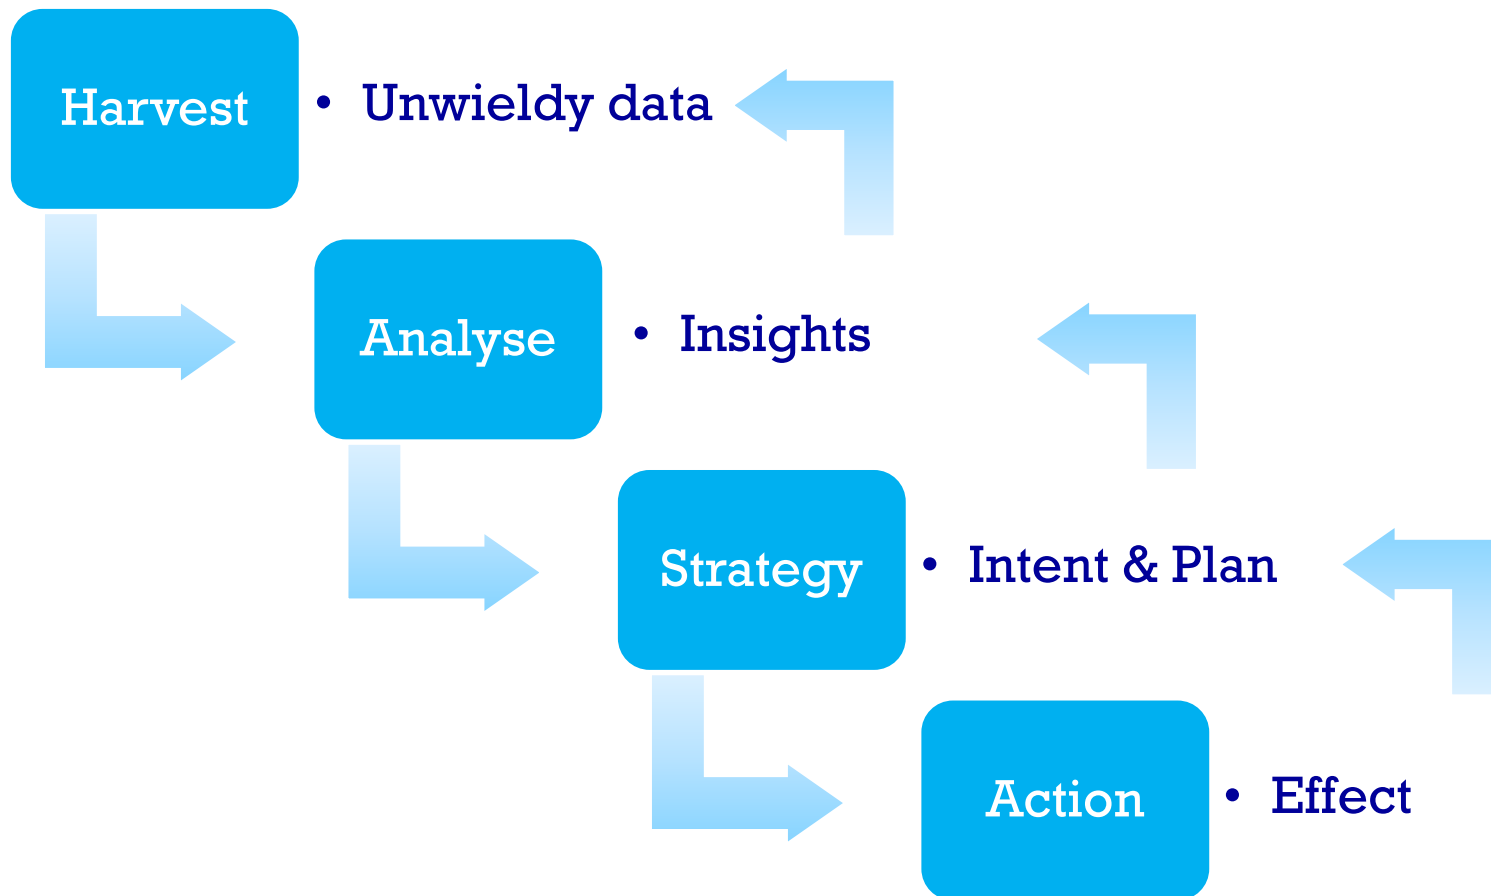 Harvest
• Unwieldy data
Analyse
• Insights
Strategy
• Intent & Plan
Action
• Effect